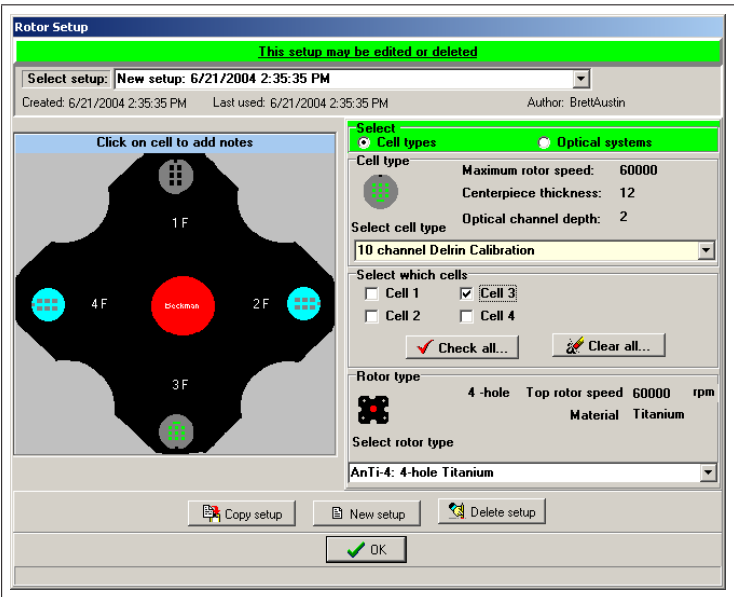 Rotor Setup
This setup may be edited or deleted
Select setup: New setup: 6/21/2004 2:35:35 PM
Created: 6/21/2004 2:35:35 PM Last used: 6/21/2004 2:35:35 PM Author: BrettAustin
Click on cell to add notes
1 F
4 F
Beckman
2 F
3 F
Select
Cell types Optical systems
Cell type
Maximum rotor speed: 60000
Centerpiece thickness: 12
Optical channel depth: 2
Select cell type
10 channel Delrin Calibration
Select which cells
Cell 1 Cell 3
Cell 2 Cell 4
Check all... Clear all...
Rotor type
4 -hole Top rotor speed 60000 rpm
Material Titanium
Select rotor type
AnTi-4: 4-hole Titanium
Copy setup New setup Delete setup
OK